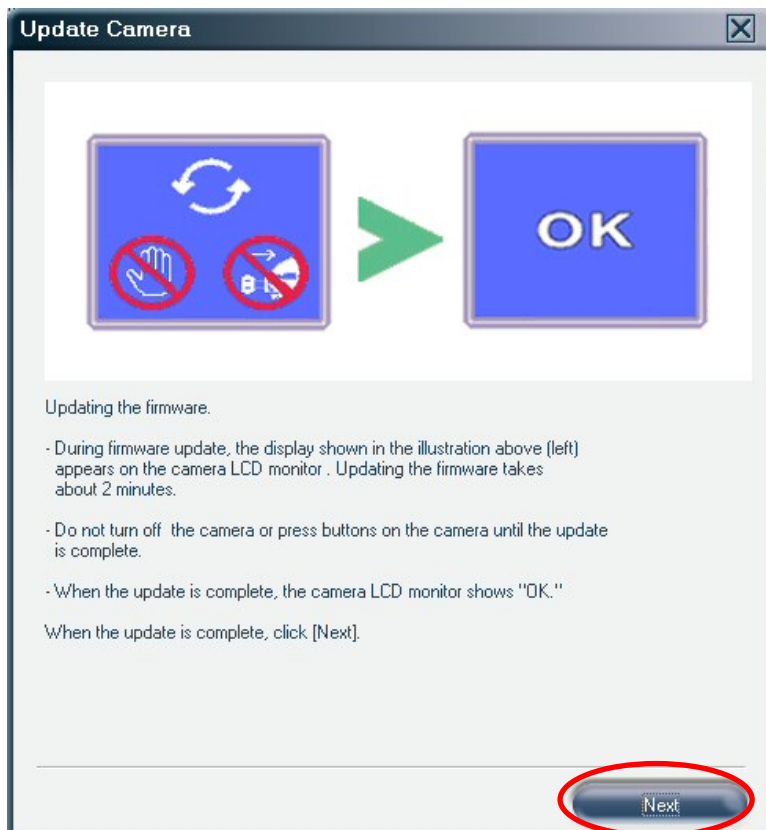 Update Camera
OK
Updating the firmware.
- During firmware update, the display shown in the illustration above (left)
appears on the camera LCD monitor . Updating the firmware takes
about 2 minutes.
- Do not turn off the camera or press buttons on the camera until the update
is complete.
- When the update is complete, the camera LCD monitor shows "OK."
When the update is complete, click [Next].
Next